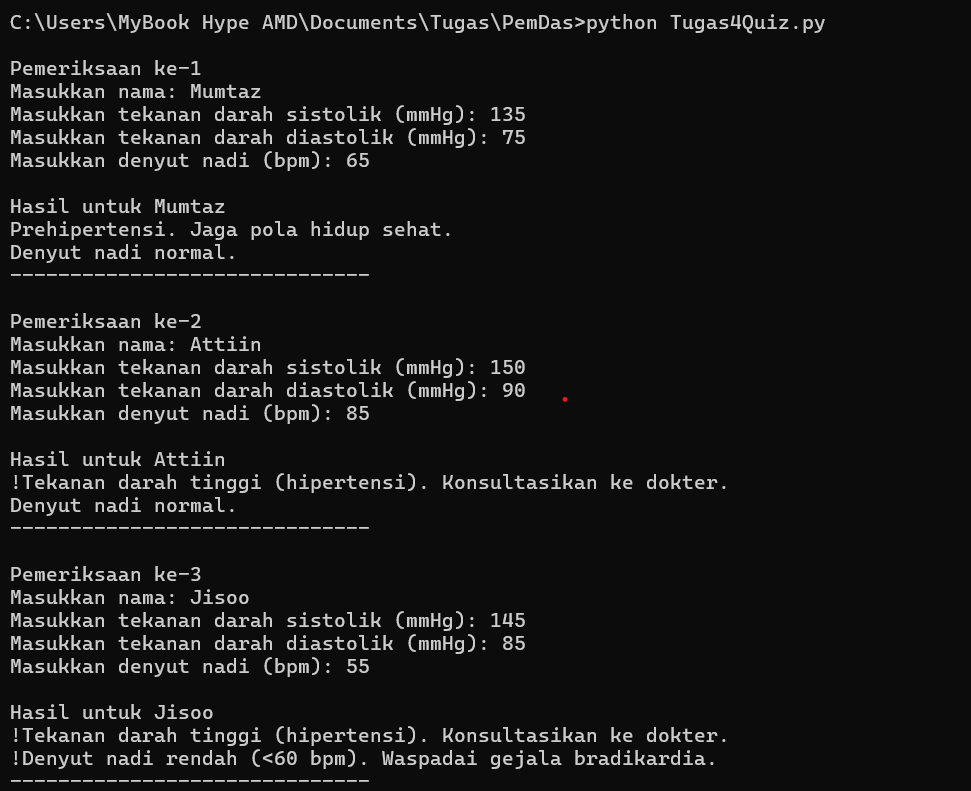 C:\Users\MyBook Hype AMD\Documents\Tugas\PemDas>python Tugas4Quiz.py
Pemeriksaan ke-1
Masukkan nama: Mumtaz
Masukkan tekanan darah sistolik (mmHg): 135
Masukkan tekanan darah diastolik (mmHg): 75
Masukkan denyut nadi (bpm): 65
Hasil untuk Mumtaz
Prehipertensi. Jaga pola hidup sehat.
Denyut nadi normal.
------------------------------
Pemeriksaan ke-2
Masukkan nama: Attiin
Masukkan tekanan darah sistolik (mmHg): 150
Masukkan tekanan darah diastolik (mmHg): 90
Masukkan denyut nadi (bpm): 85
Hasil untuk Attiin
!Tekanan darah tinggi (hipertensi). Konsultasikan ke dokter.
Denyut nadi normal.
------------------------------
Pemeriksaan ke-3
Masukkan nama: Jisoo
Masukkan tekanan darah sistolik (mmHg): 145
Masukkan tekanan darah diastolik (mmHg): 85
Masukkan denyut nadi (bpm): 55
Hasil untuk Jisoo
!Tekanan darah tinggi (hipertensi). Konsultasikan ke dokter.
!Denyut nadi rendah (<60 bpm). Waspadai gejala bradikardia.
------------------------------